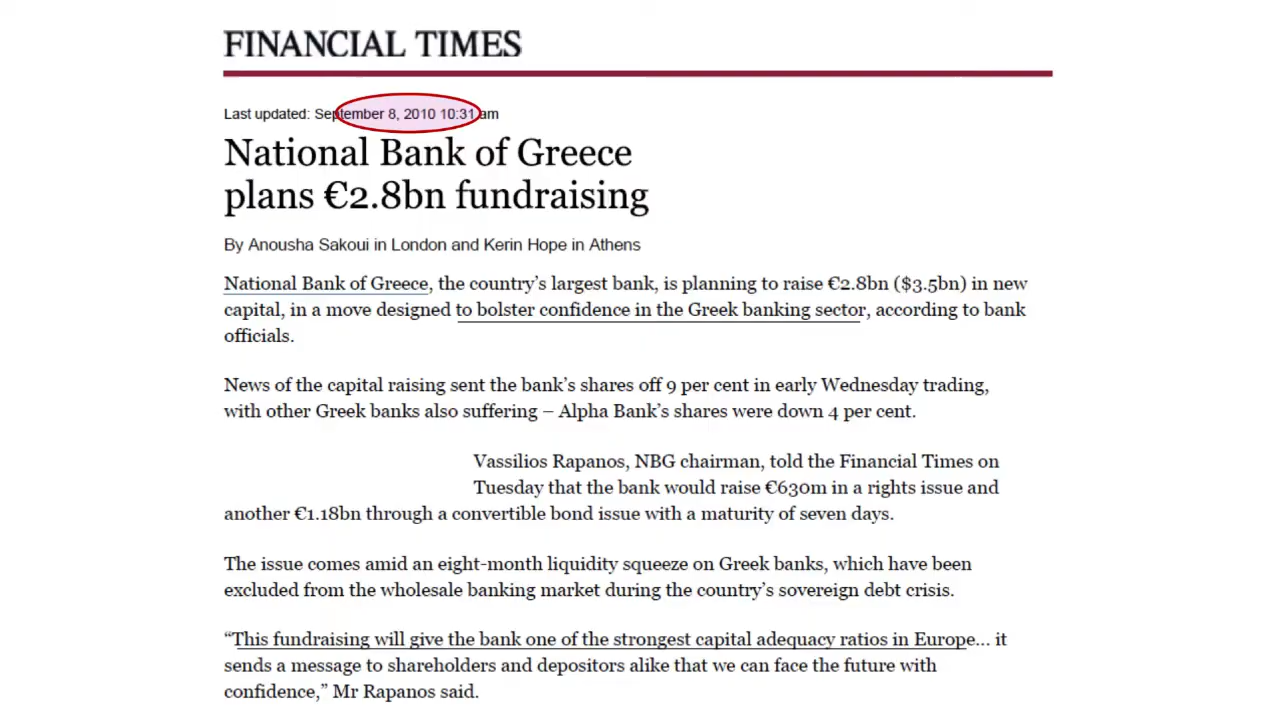 FINANCIAL TIMES
Last updated: September 8, 2010 10:31 am
National Bank of Greece
plans €2.8bn fundraising
By Anousha Sakoui in London and Kerin Hope in Athens
National Bank of Greece, the country’s largest bank, is planning to raise €2.8bn ($3.5bn) in new
capital, in a move designed to bolster confidence in the Greek banking sector, according to bank
officials.
News of the capital raising sent the bank’s shares off 9 per cent in early Wednesday trading,
with other Greek banks also suffering – Alpha Bank’s shares were down 4 per cent.
Vassilios Rapanos, NBG chairman, told the Financial Times on
Tuesday that the bank would raise €630m in a rights issue and
another €1.18bn through a convertible bond issue with a maturity of seven days.
The issue comes amid an eight-month liquidity squeeze on Greek banks, which have been
excluded from the wholesale banking market during the country’s sovereign debt crisis.
“This fundraising will give the bank one of the strongest capital adequacy ratios in Europe... it
sends a message to shareholders and depositors alike that we can face the future with
confidence,” Mr Rapanos said.